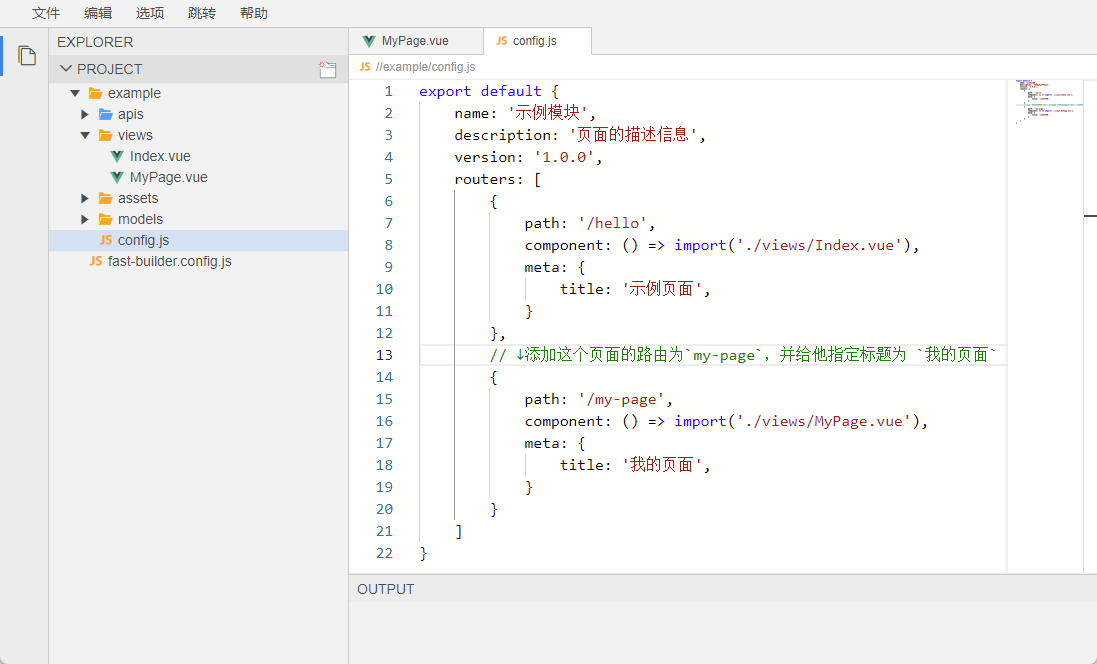 文件 编辑 选项 跳转 帮助
EXPLORER
PROJECT
example
apis
views
Index.vue
MyPage.vue
assets
models
JS config.js
JS fast-builder.config.js
MyPage.vue JS config.js
JS //example/config.js
1 export default {
2 name: '示例模块',
3 description: '页面的描述信息',
4 version: '1.0.0',
5 routers: [
6 {
7 path: '/hello',
8 component: () => import('./views/Index.vue'),
9 meta: {
10 title: '示例页面',
11 }
12 },
13 // ↓添加这个页面的路由为`my-page`，并给他指定标题为 `我的页面`
14 {
15 path: '/my-page',
16 component: () => import('./views/MyPage.vue'),
17 meta: {
18 title: '我的页面',
19 }
20 }
21 ]
22 }
OUTPUT